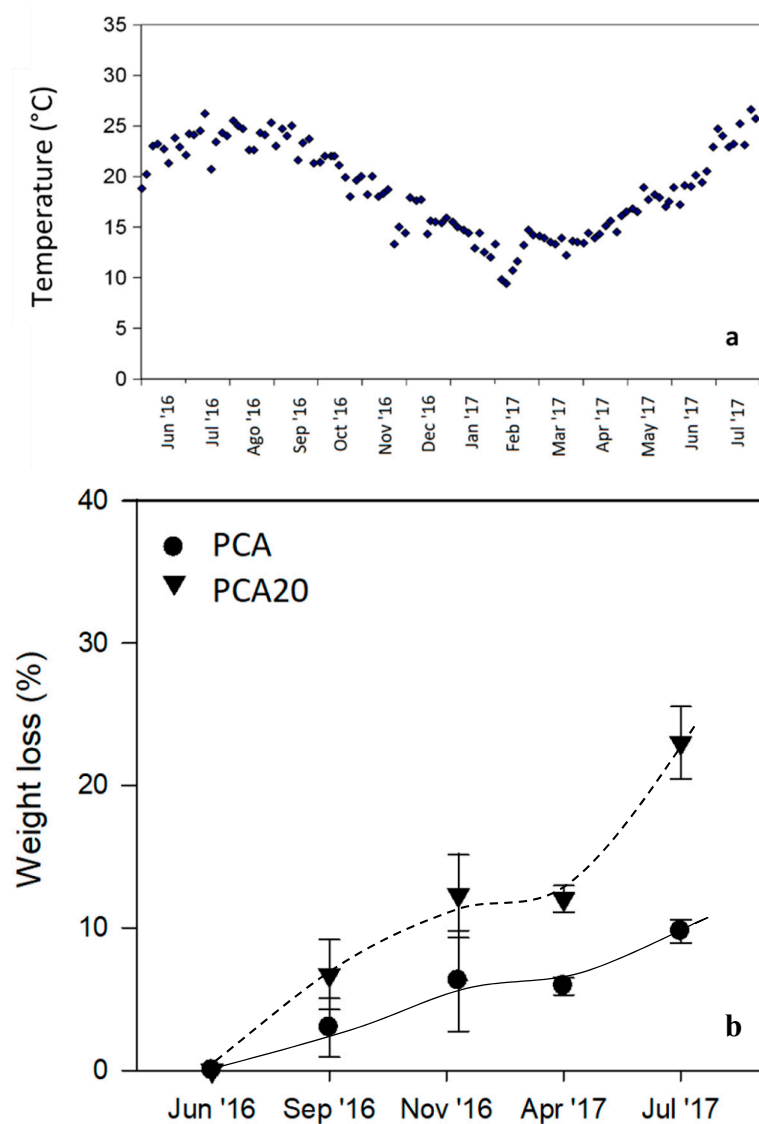 35
30
25
20
15
10
5
0
Temperature (°C)
a
Jun '16
Jul '16
Ago '16
Sep '16
Oct '16
Nov '16
Dec '16
Jan '17
Feb '17
Mar '17
Apr '17
May '17
Jun '17
Jul '17
40
30
20
10
0
Weight loss (%)
PCA
PCA20
b
Jun '16 Sep '16 Nov '16 Apr '17 Jul '17